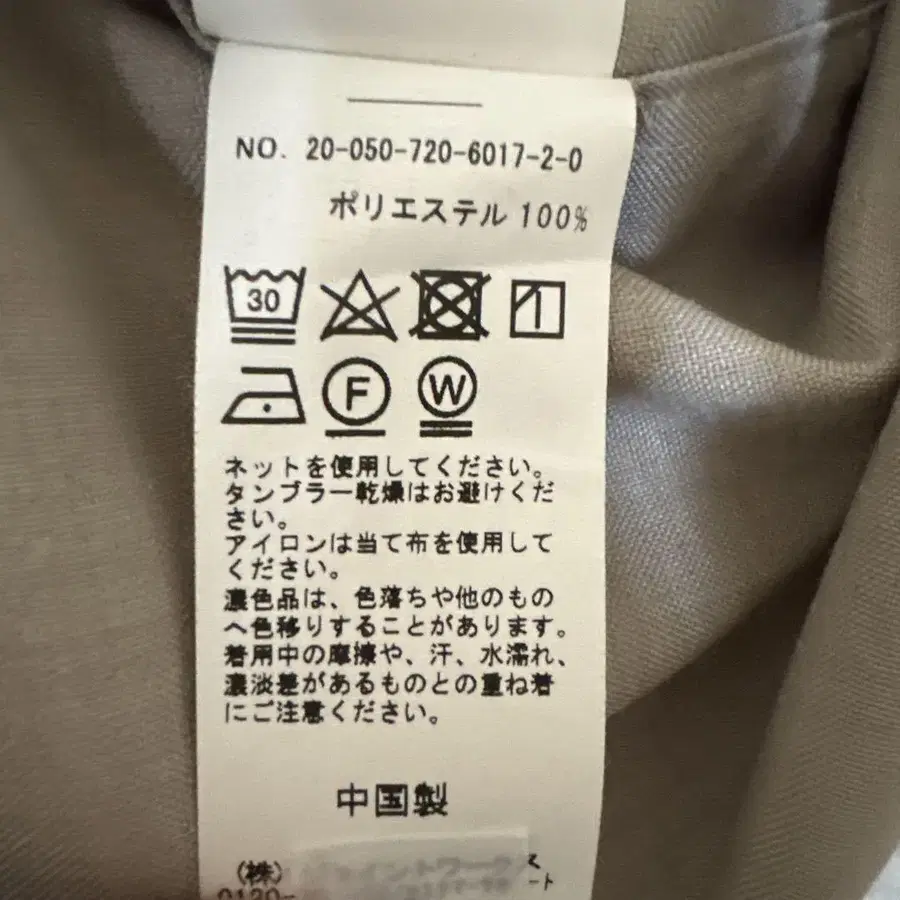 NO. 20-050-720-6017-2-0
ポリエステル 100%
30
F W
ネットを使用してください。
タンブラー乾燥はお避けくだ
さい。
アイロンは当て布を使用して
ください。
濃色品は、色落ちや他のもの
へ色移りすることがあります。
着用中の摩擦や、汗、水濡れ、
濃淡差があるものとの重ね着
にご注意ください。
中国製
(株)
0120-